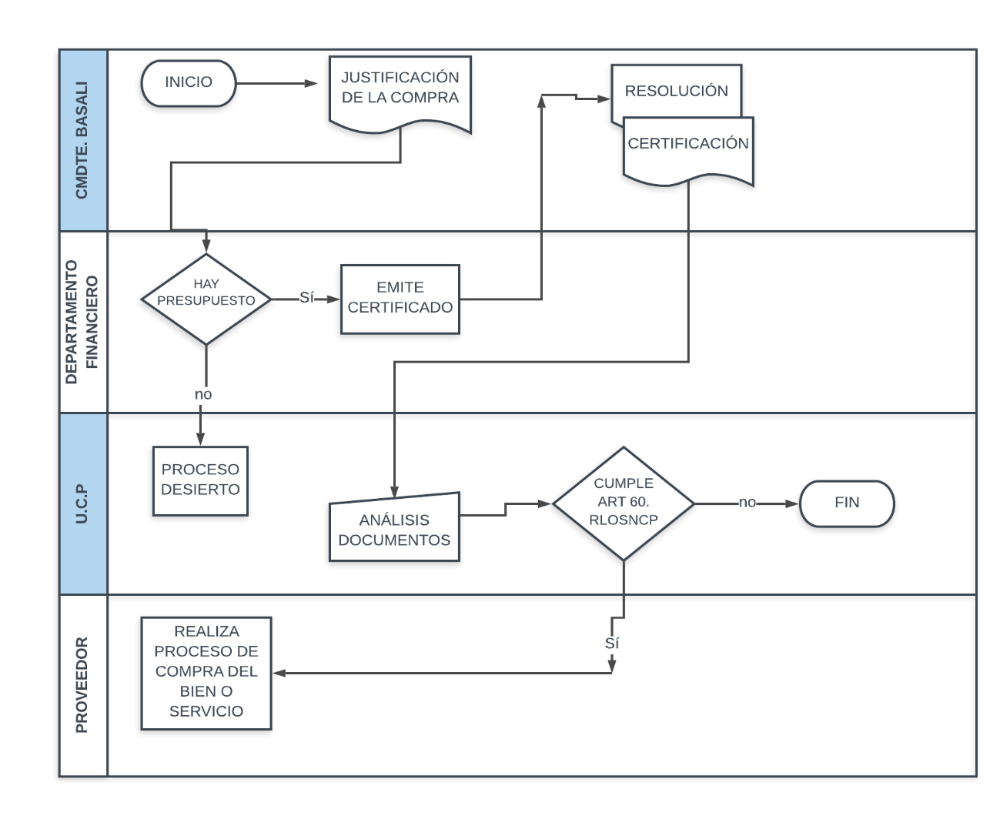 CMDTE. BASALI
INICIO
JUSTIFICACIÓN
DE LA COMPRA
RESOLUCIÓN
CERTIFICACIÓN
DEPARTAMENTO
FINANCIERO
HAY
PRESUPUESTO
Sí
EMITE
CERTIFICADO
no
U.C.P
PROCESO
DESIERTO
ANÁLISIS
DOCUMENTOS
CUMPLE
ART 60.
RLOSNCP
no
FIN
PROVEEDOR
REALIZA
PROCESO DE
COMPRA DEL
BIEN O
SERVICIO
Sí